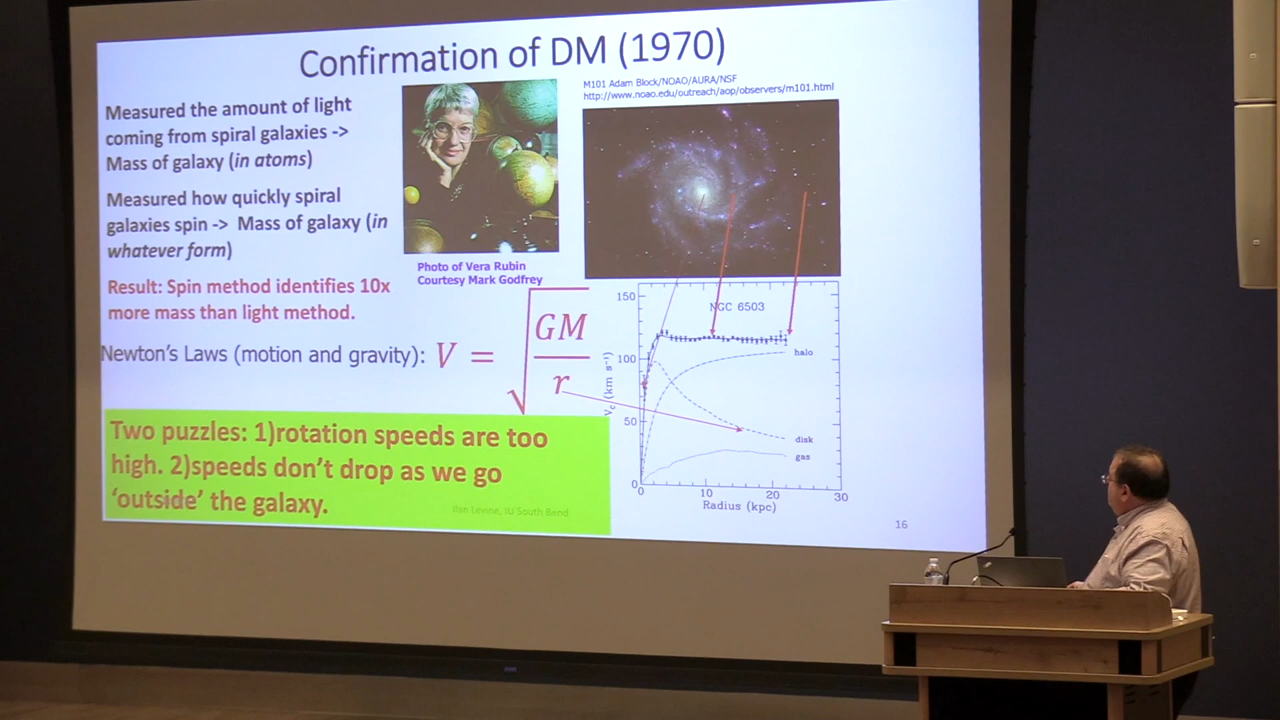 Confirmation of DM (1970)
Measured the amount of light
coming from spiral galaxies ->
Mass of galaxy (in atoms)
Measured how quickly spiral
galaxies spin -> Mass of galaxy (in
whatever form)
Result: Spin method identifies 10x
more mass than light method.
Photo of Vera Rubin
Courtesy Mark Godfrey
M101 Adam Block/NOAO/AURA/NSF
http://www.noao.edu/outreach/aop/observers/m101.html
Newton's Laws (motion and gravity): V = √(GM/r)
Two puzzles: 1)rotation speeds are too
high. 2)speeds don't drop as we go
'outside' the galaxy.
Ilan Levine, IU South Bend
NGC 6503
150
100
50
0
V_c (km s⁻¹)
halo
disk
gas
0 10 20 30
Radius (kpc)
16